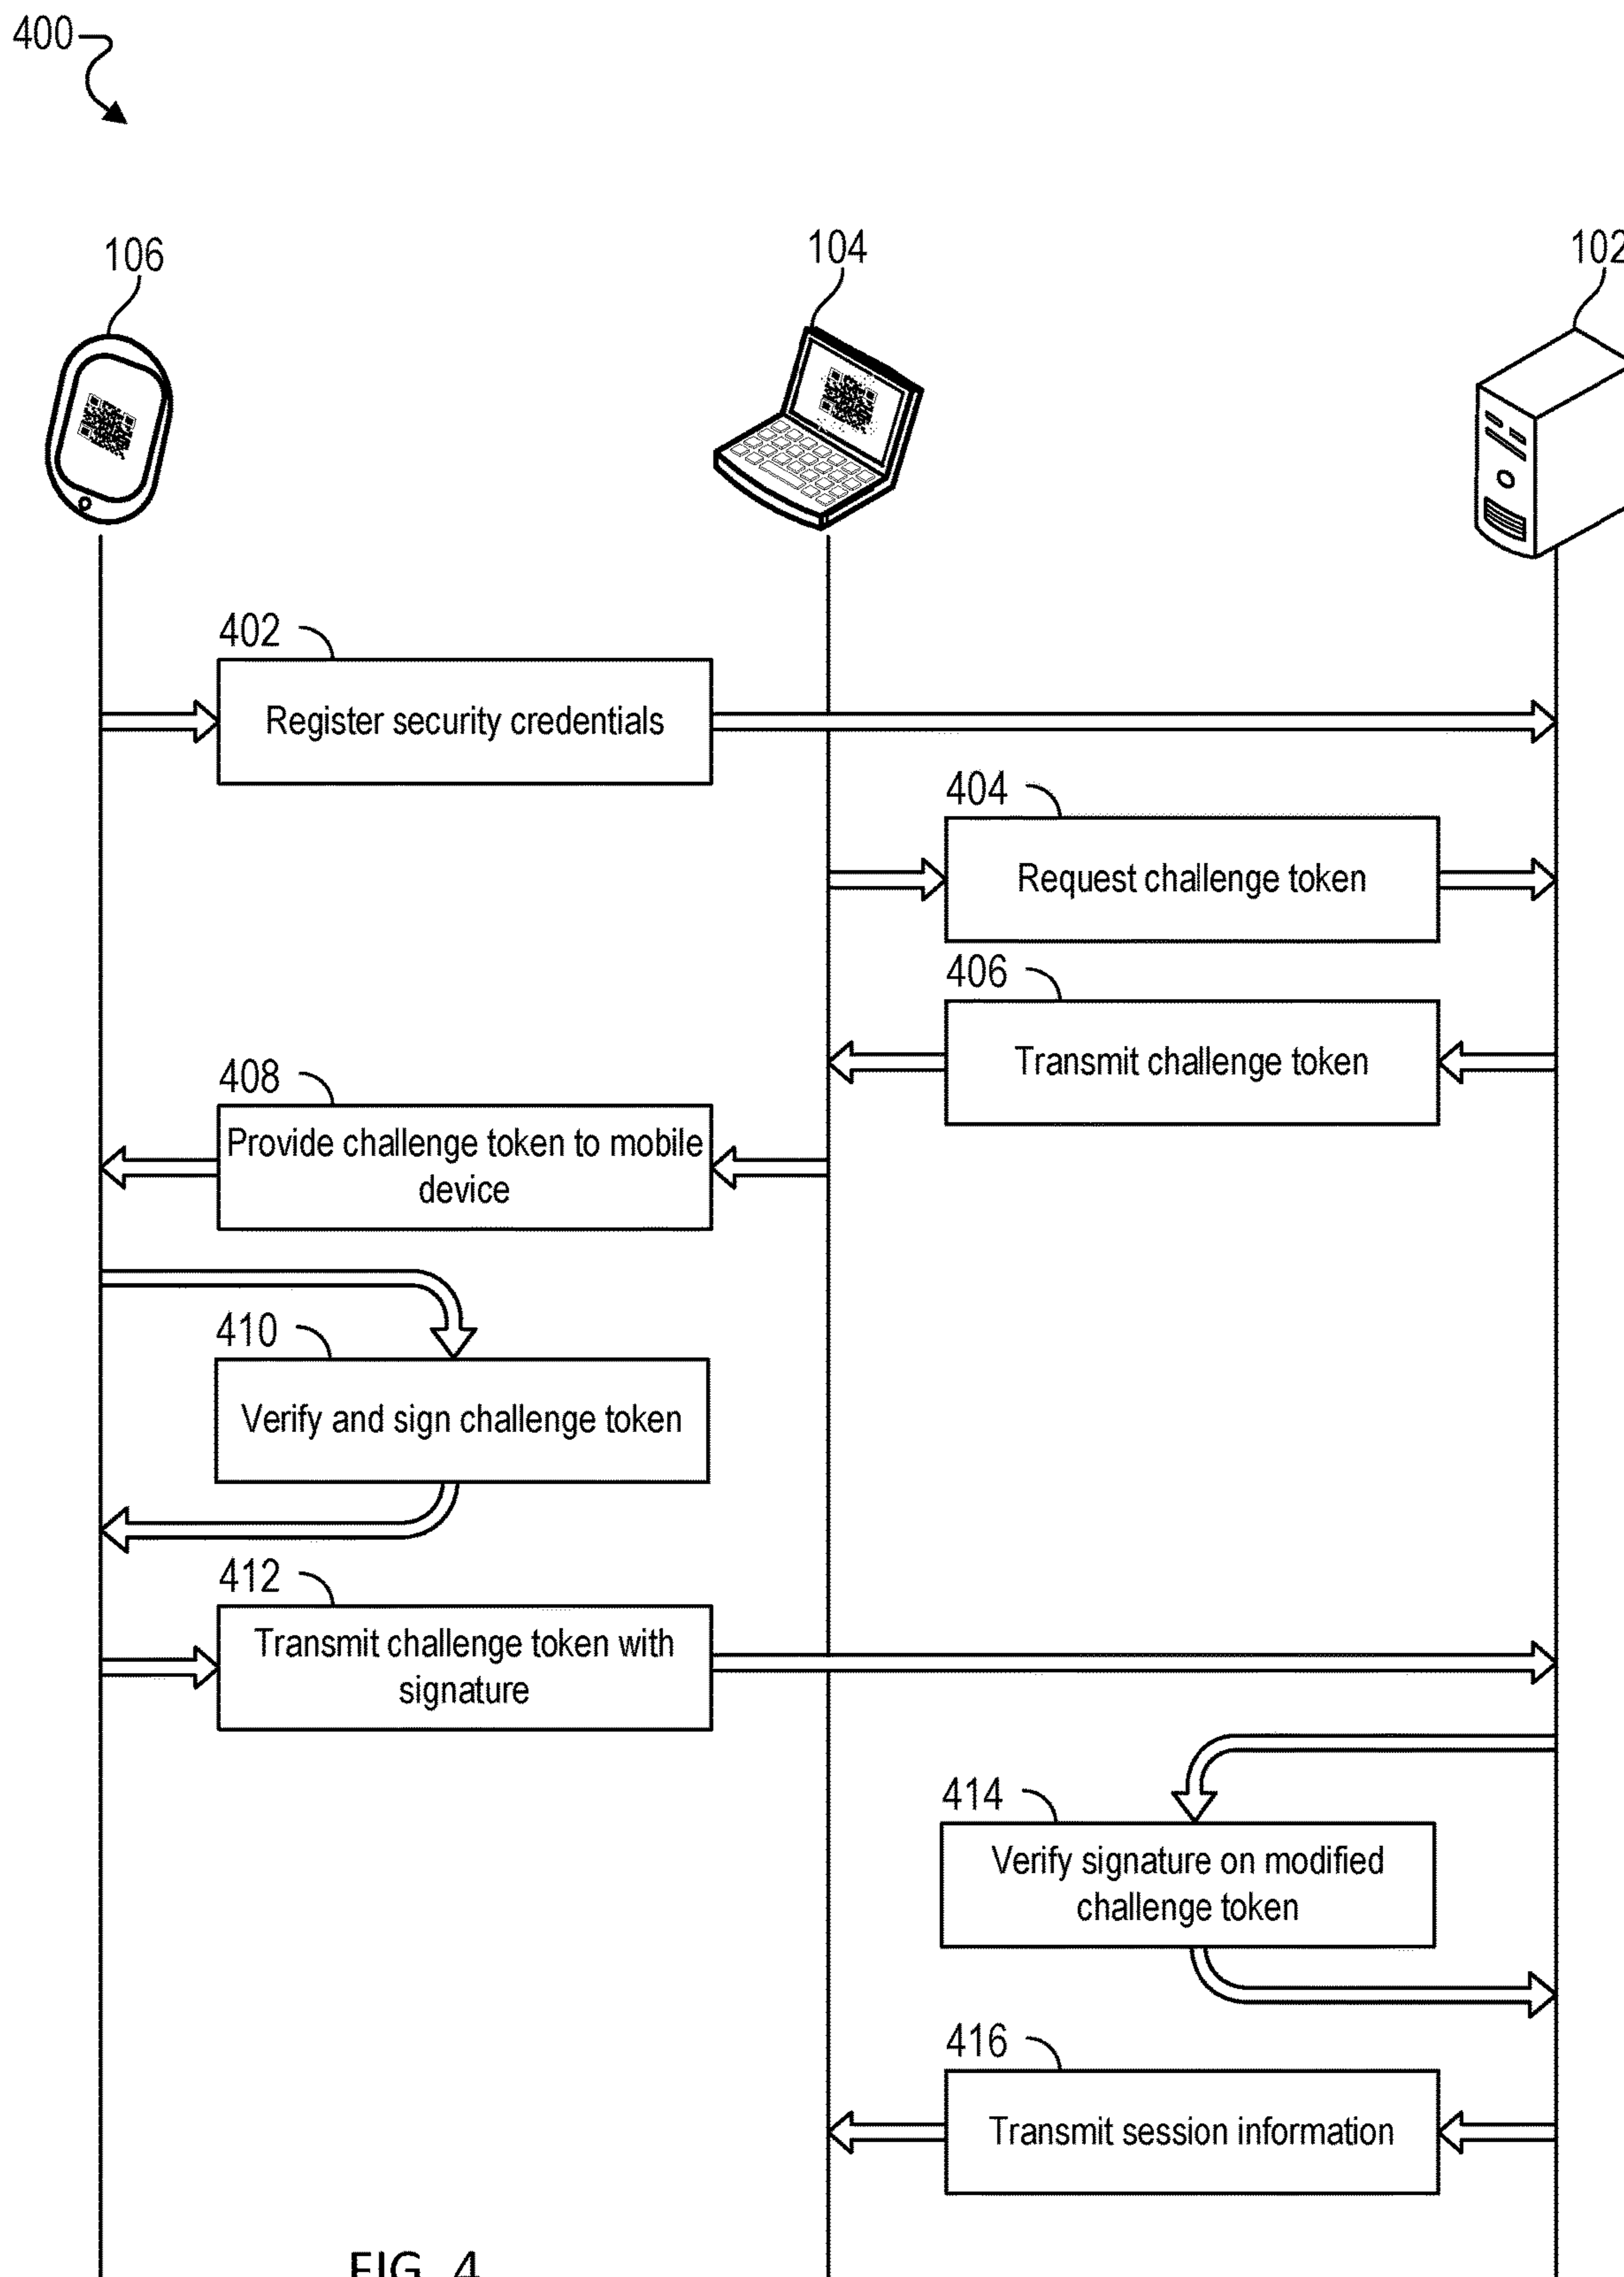 400
106
104
102
402
Register security credentials
404
Request challenge token
406
Transmit challenge token
408
Provide challenge token to mobile
device
410
Verify and sign challenge token
412
Transmit challenge token with
signature
414
Verify signature on modified
challenge token
416
Transmit session information
FIG. 4